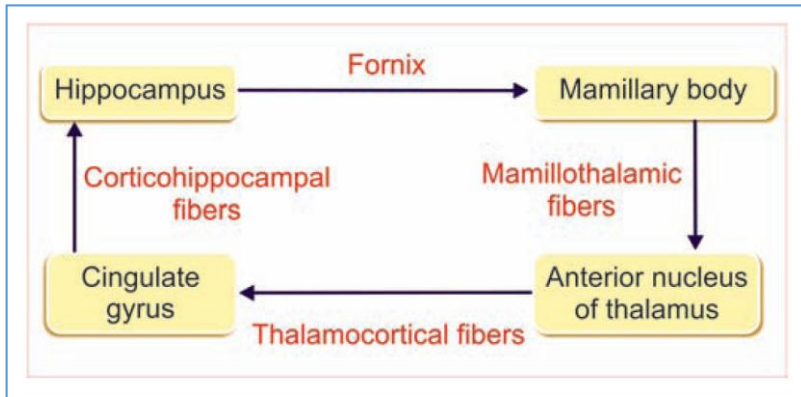 Fornix
Hippocampus
Mamillary body
Corticohippocampal
fibers
Mamillothalamic
fibers
Cingulate
gyrus
Anterior nucleus
of thalamus
Thalamocortical fibers